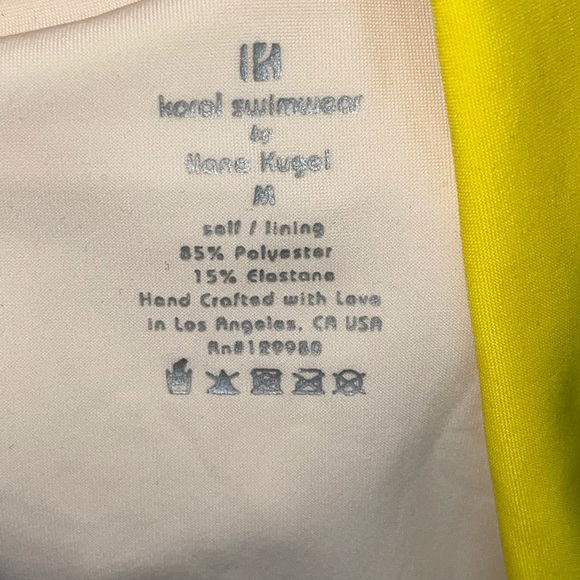 koral swimwear
by
Ilana Kugel
M
self / lining
85% Polyester
15% Elastane
Hand Crafted with Love
in Los Angeles, CA USA
Rn#129980